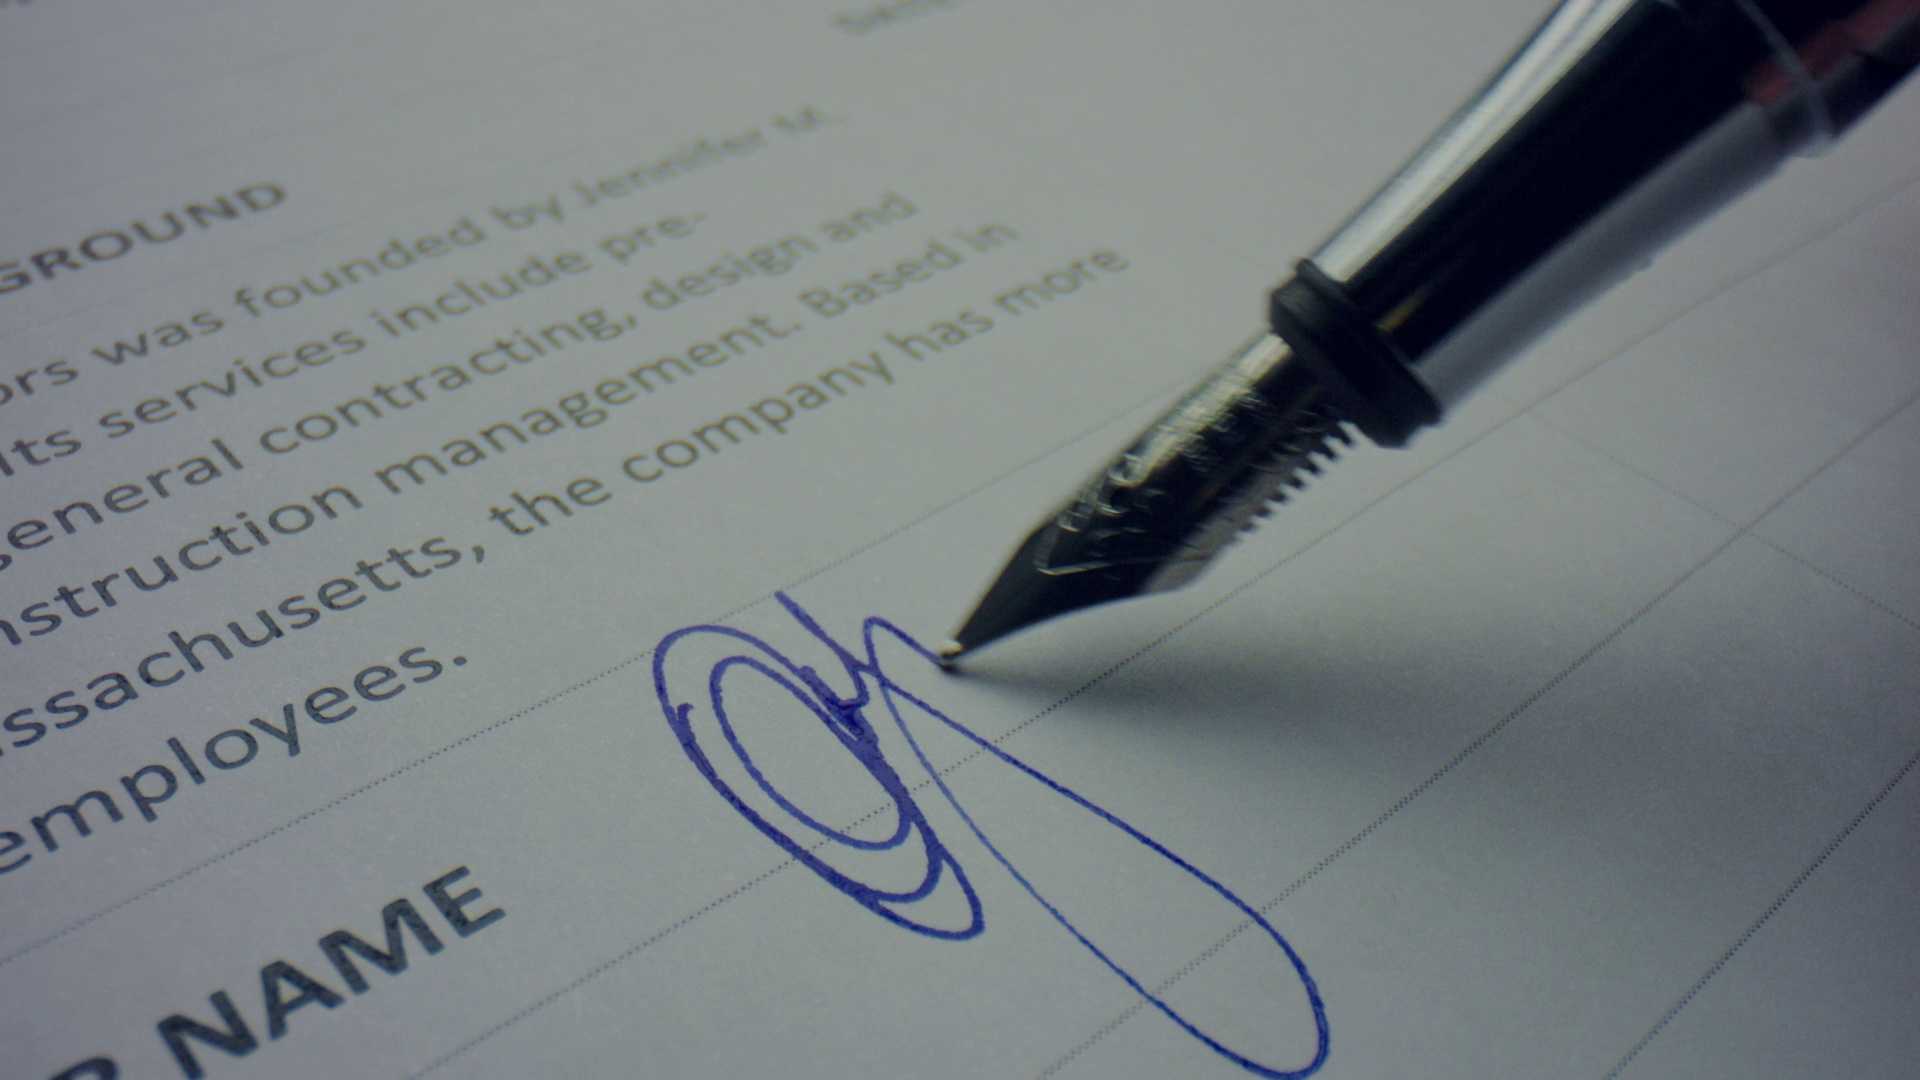 GROUND
ors was founded by Jennifer M.
Its services include pre-
general contracting, design and
nstruction management. Based in
ssachusetts, the company has more
employees.
R NAME